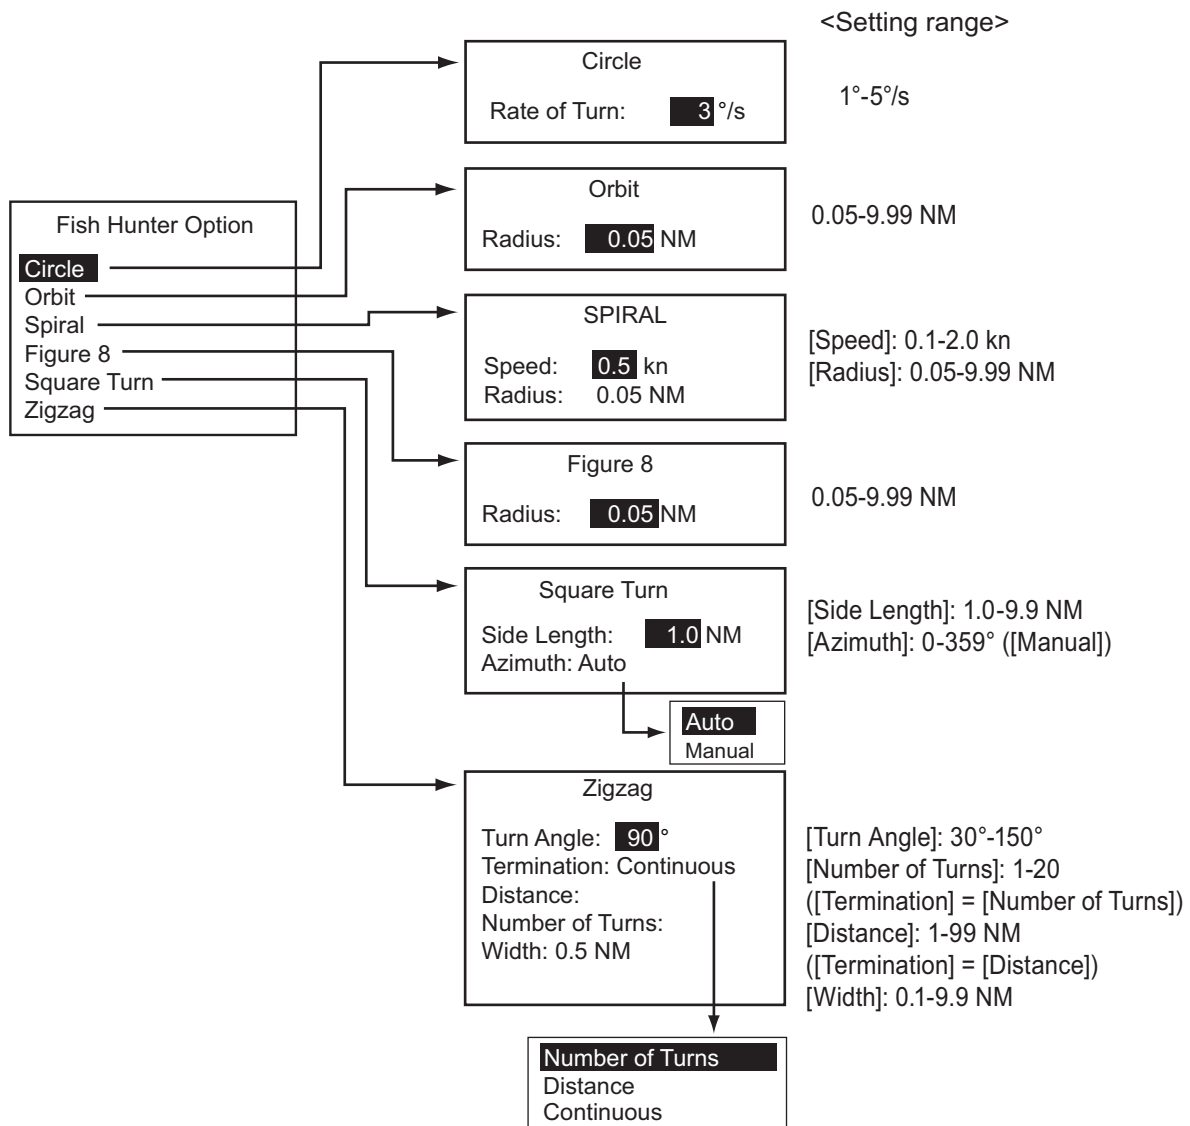 <Setting range>
Circle
Rate of Turn: 3 °/s
1°-5°/s
Orbit
Radius: 0.05 NM
0.05-9.99 NM
Fish Hunter Option
Circle
Orbit
Spiral
Figure 8
Square Turn
Zigzag
SPIRAL
Speed: 0.5 kn
Radius: 0.05 NM
[Speed]: 0.1-2.0 kn
[Radius]: 0.05-9.99 NM
Figure 8
Radius: 0.05 NM
0.05-9.99 NM
Square Turn
Side Length: 1.0 NM
Azimuth: Auto
[Side Length]: 1.0-9.9 NM
[Azimuth]: 0-359° ([Manual])
Auto
Manual
Zigzag
Turn Angle: 90 °
Termination: Continuous
Distance:
Number of Turns:
Width: 0.5 NM
[Turn Angle]: 30°-150°
[Number of Turns]: 1-20
([Termination] = [Number of Turns])
[Distance]: 1-99 NM
([Termination] = [Distance])
[Width]: 0.1-9.9 NM
Number of Turns
Distance
Continuous